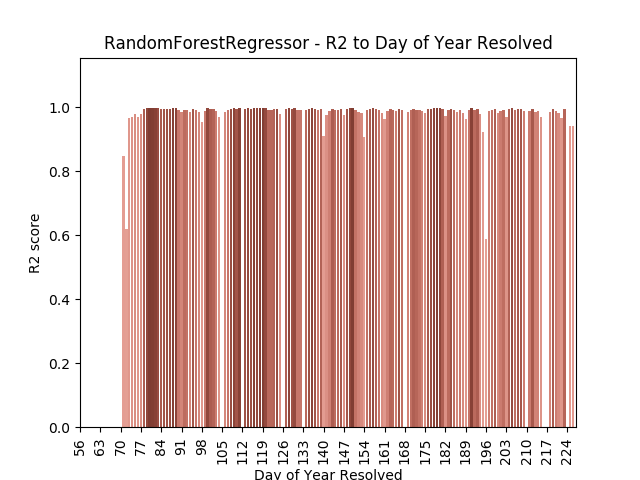 RandomForestRegressor - R2 to Day of Year Resolved
1.0
0.8
0.6
0.4
0.2
0.0
R2 score
56 63 70 77 84 91 98 105 112 119 126 133 140 147 154 161 168 175 182 189 196 203 210 217 224
Day of Year Resolved